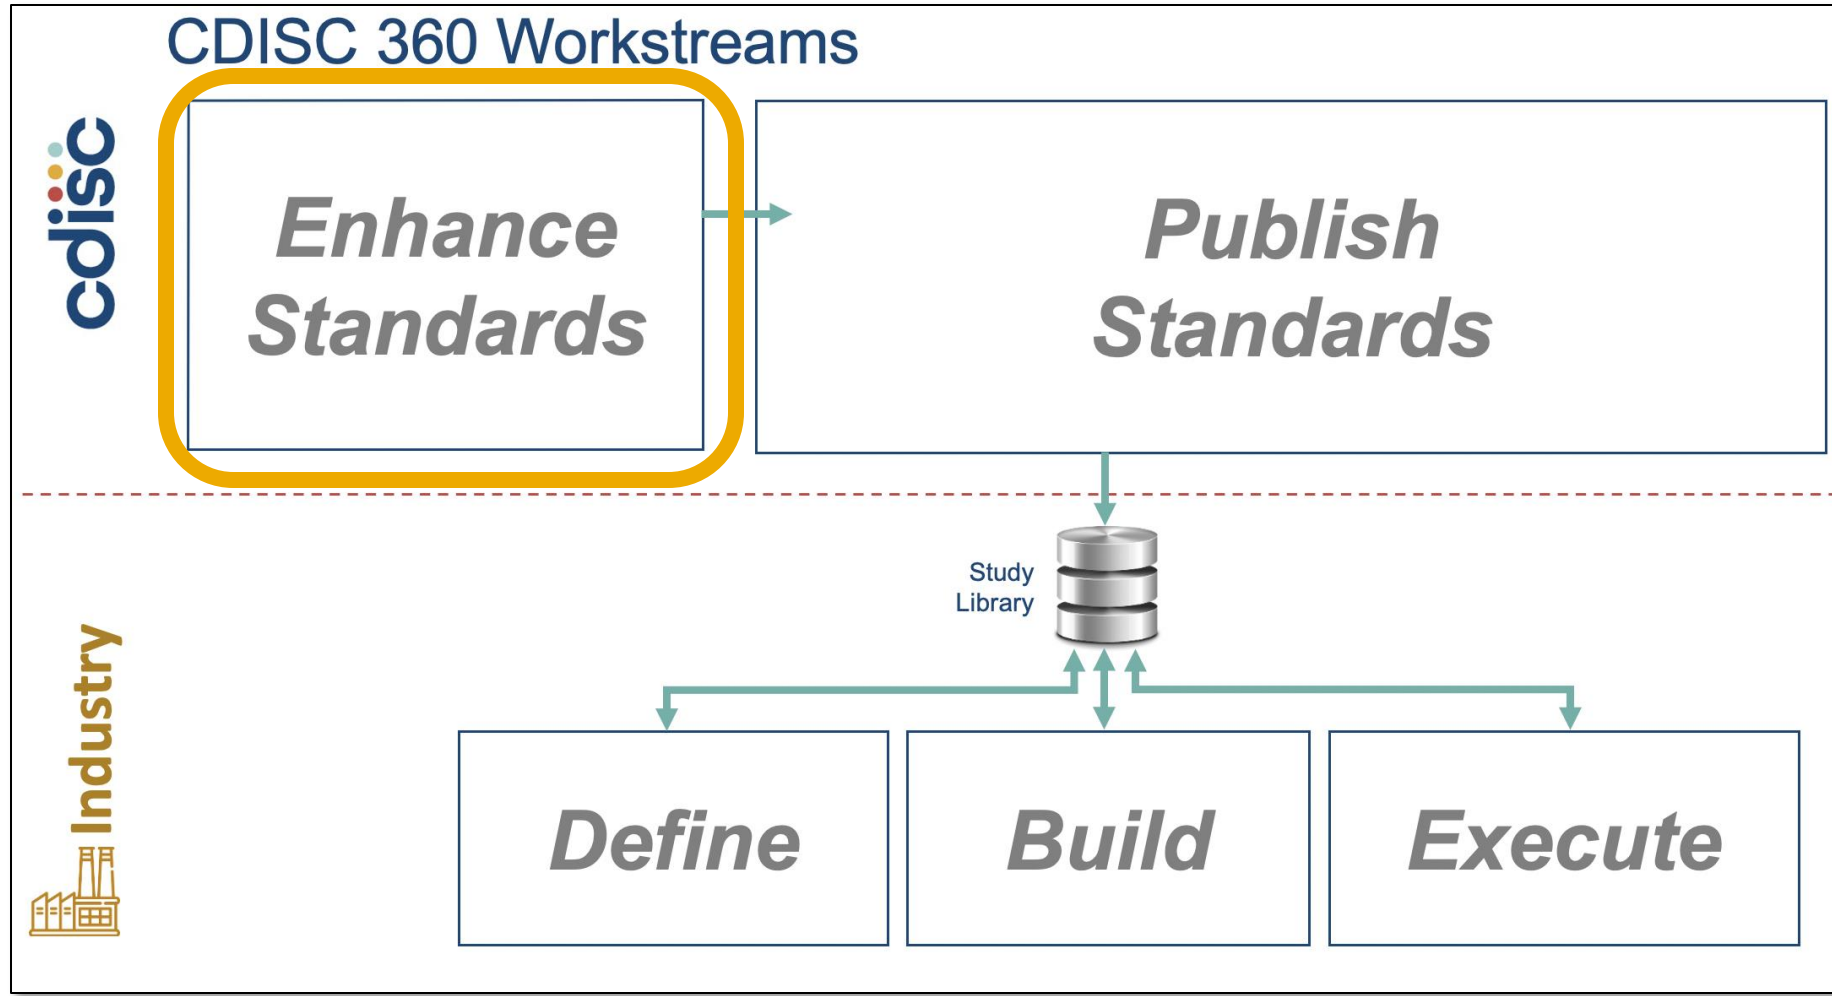 CDISC 360 Workstreams
cdisc
Enhance
Standards
Publish
Standards
Study
Library
Industry
Define
Build
Execute